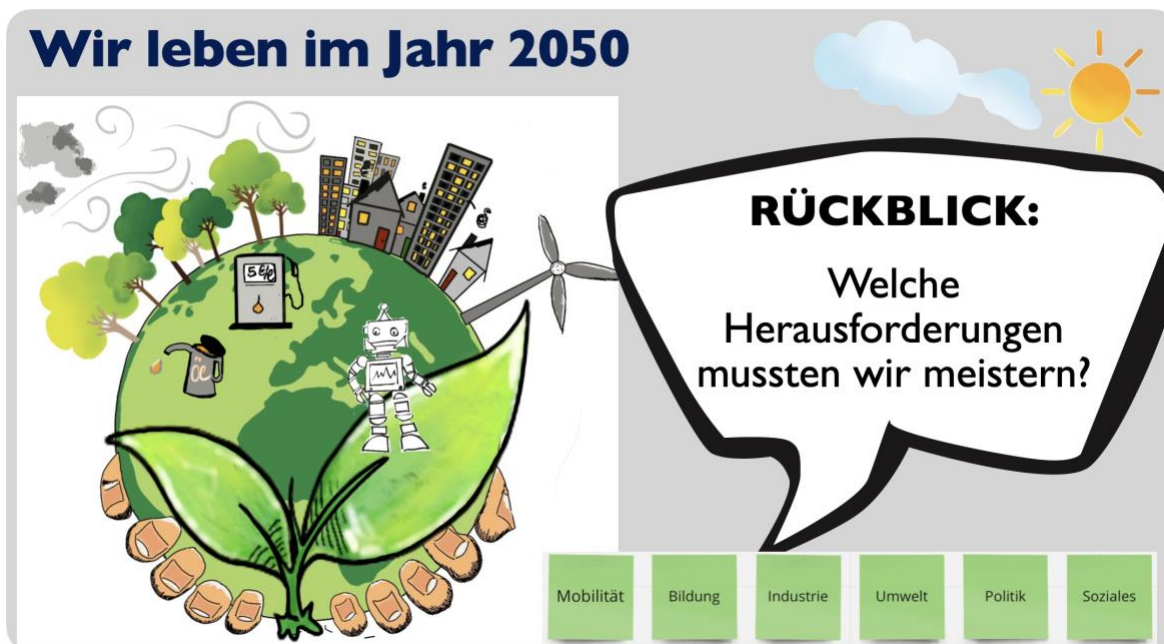 Wir leben im Jahr 2050
RÜCKBLICK:
Welche
Herausforderungen
mussten wir meistern?
Mobilität
Bildung
Industrie
Umwelt
Politik
Soziales